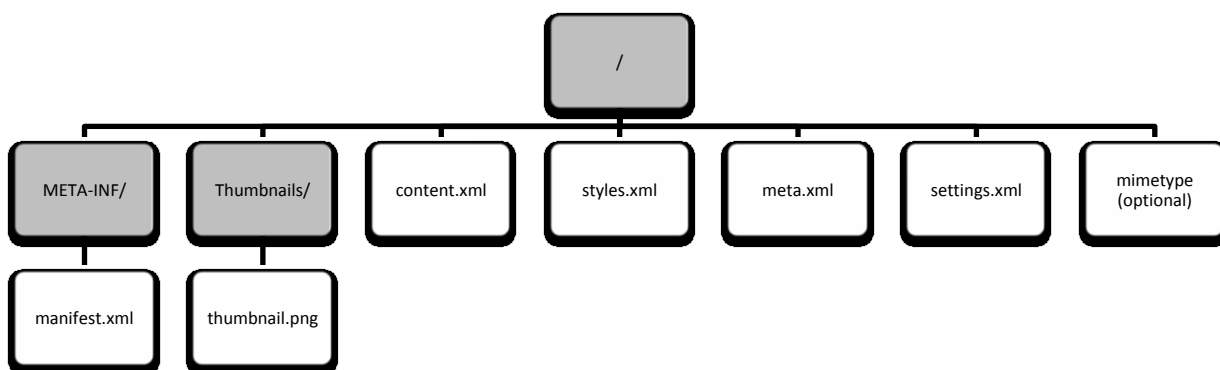 /
META-INF/
Thumbnails/
content.xml
styles.xml
meta.xml
settings.xml
mimetype
(optional)
manifest.xml
thumbnail.png